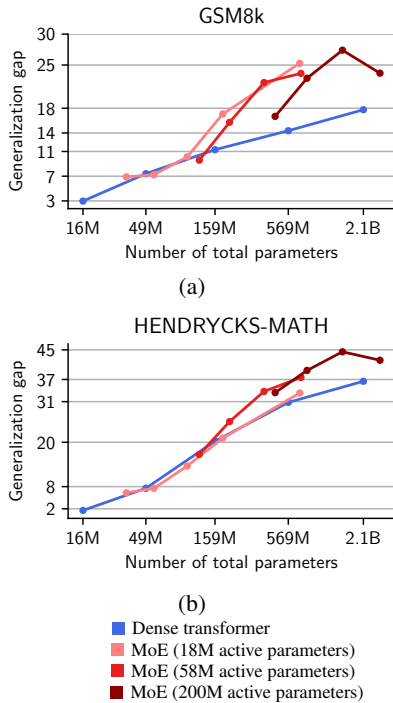 GSM8k
Generalization gap
30
25
18
14
11
7
3
16M 49M 159M 569M 2.1B
Number of total parameters
(a)
HENDRYCKS-MATH
Generalization gap
45
37
31
20
8
2
16M 49M 159M 569M 2.1B
Number of total parameters
(b)
Dense transformer
MoE (18M active parameters)
MoE (58M active parameters)
MoE (200M active parameters)